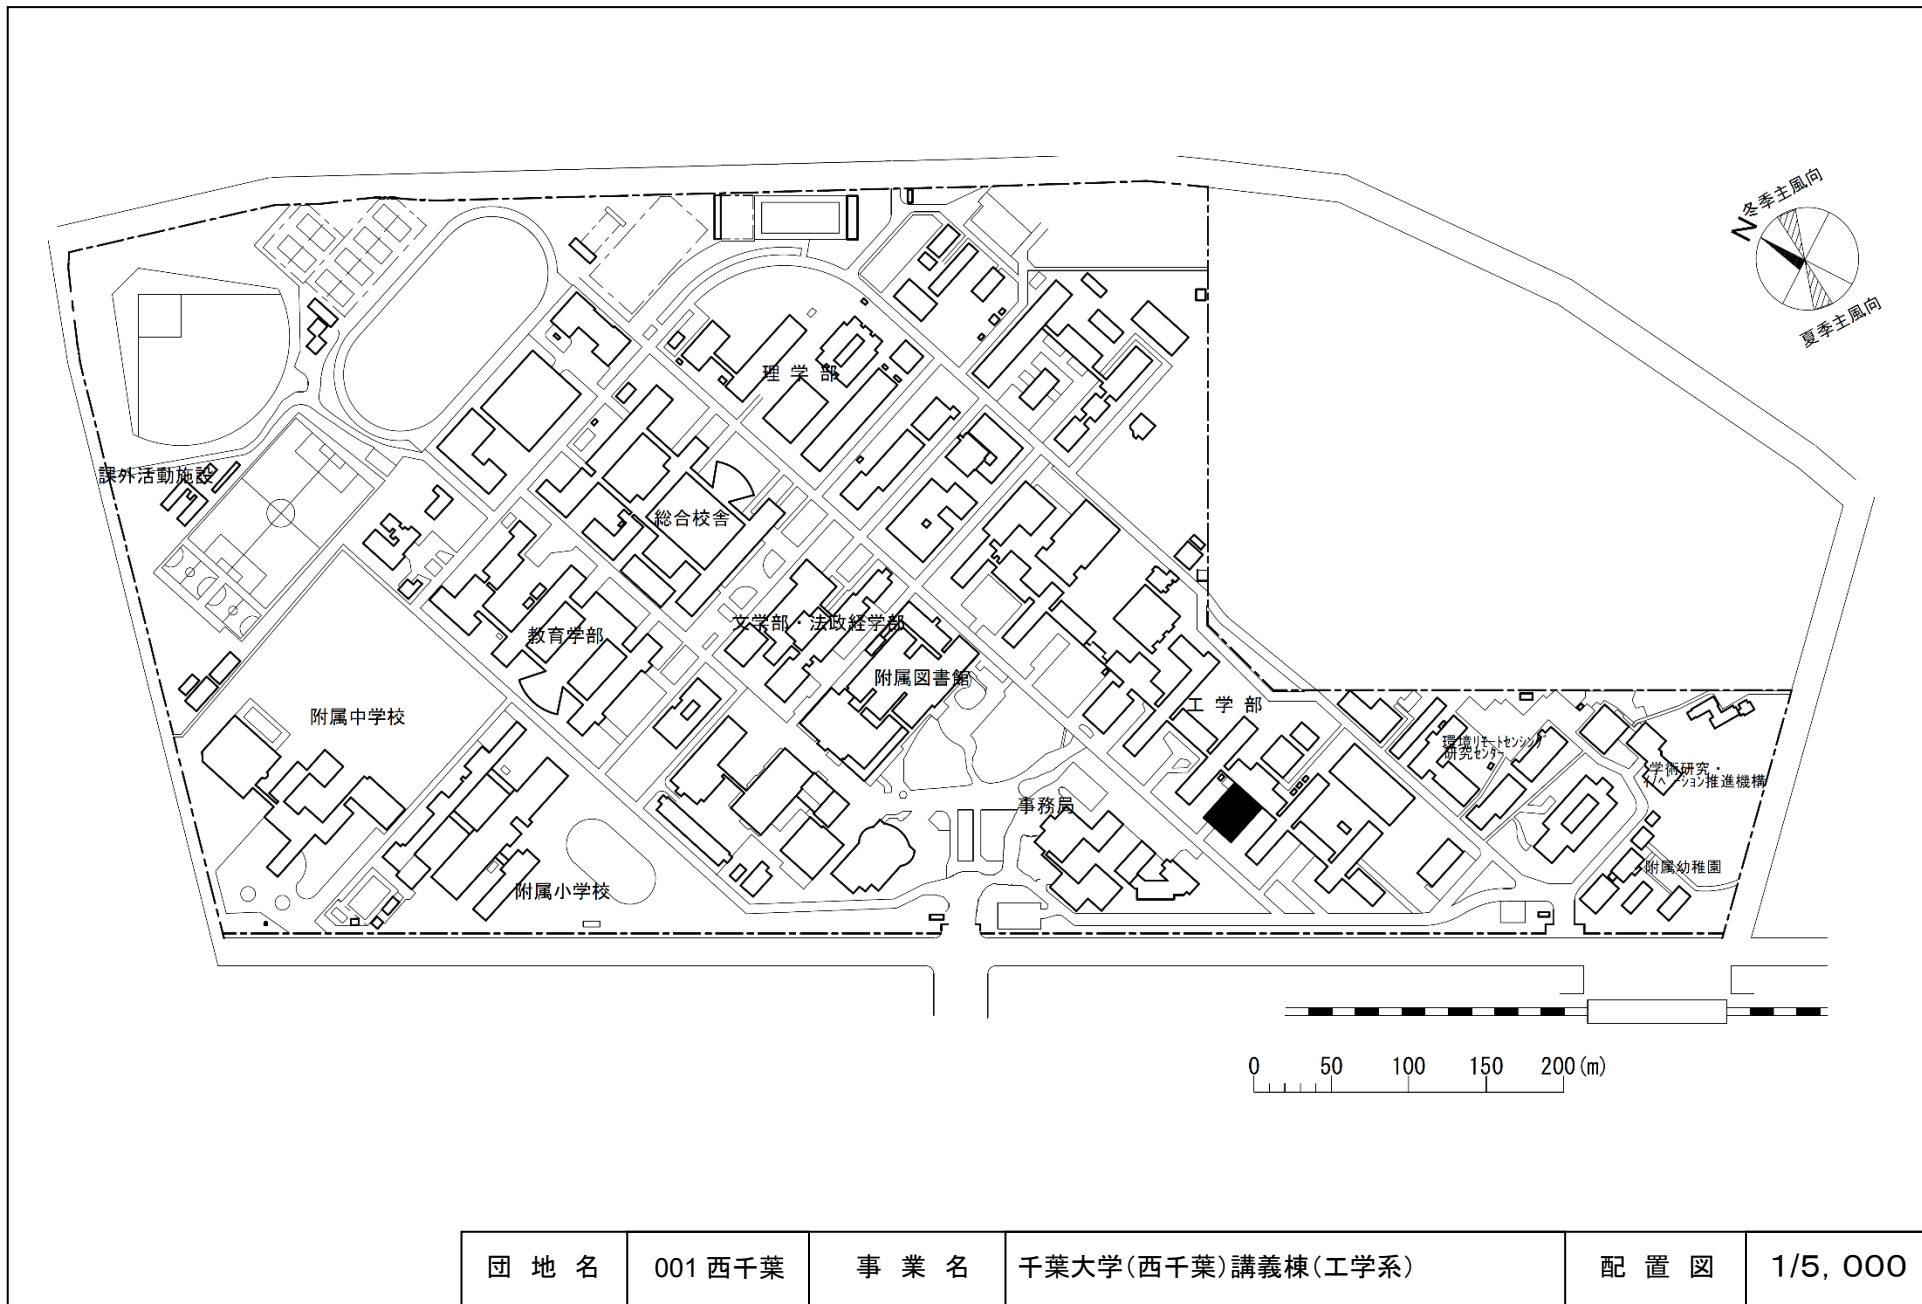 冬季主風向
N
夏季主風向
理学部
課外活動施設
総合校舎
文学部・法政経学部
教育学部
附属図書館
附属中学校
工学部
環境リモートセンシング
研究センター
学術研究・
イノベーション推進機構
事務局
附属幼稚園
附属小学校
0 50 100 150 200(m)
団地名 001 西千葉 事業名 千葉大学(西千葉)講義棟(工学系) 配置図 1/5,000